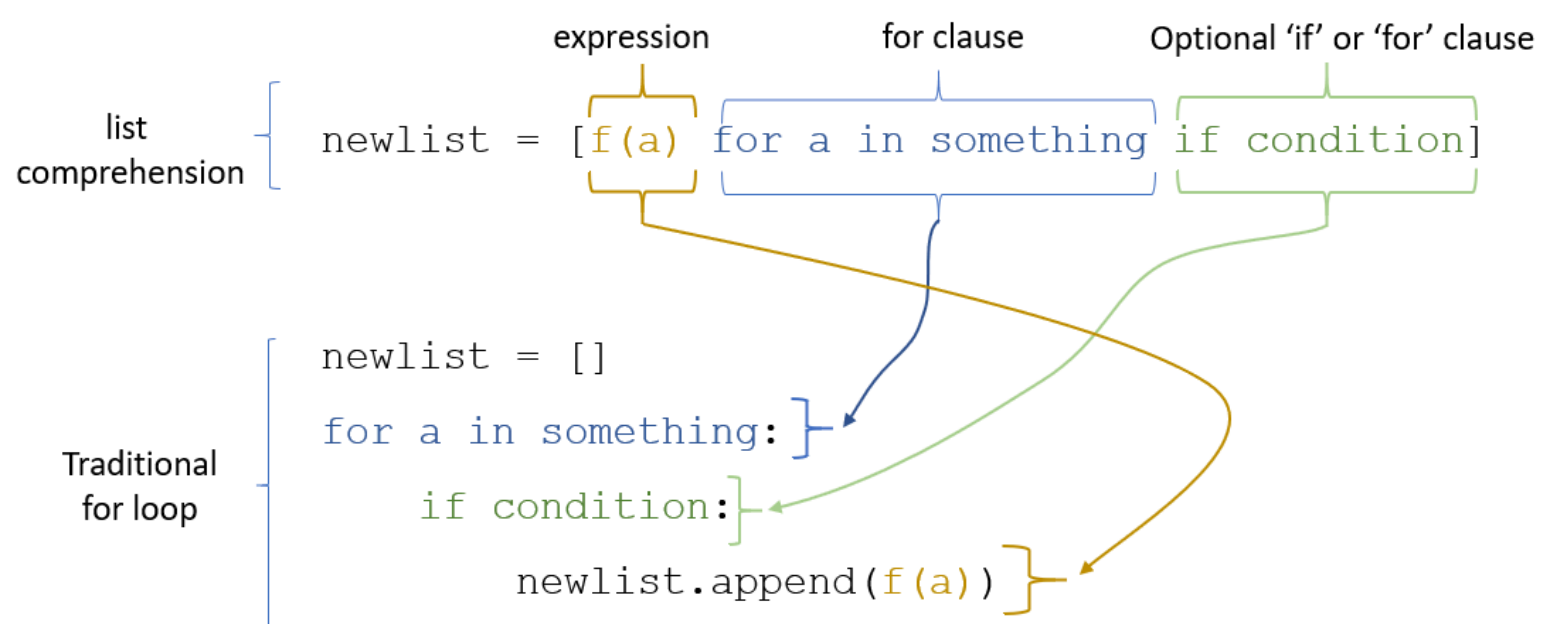 expression for clause Optional ‘if’ or ‘for’ clause
list
comprehension
newlist = [f(a) for a in something if condition]
newlist = []
for a in something:
Traditional
for loop
if condition:
newlist.append(f(a))